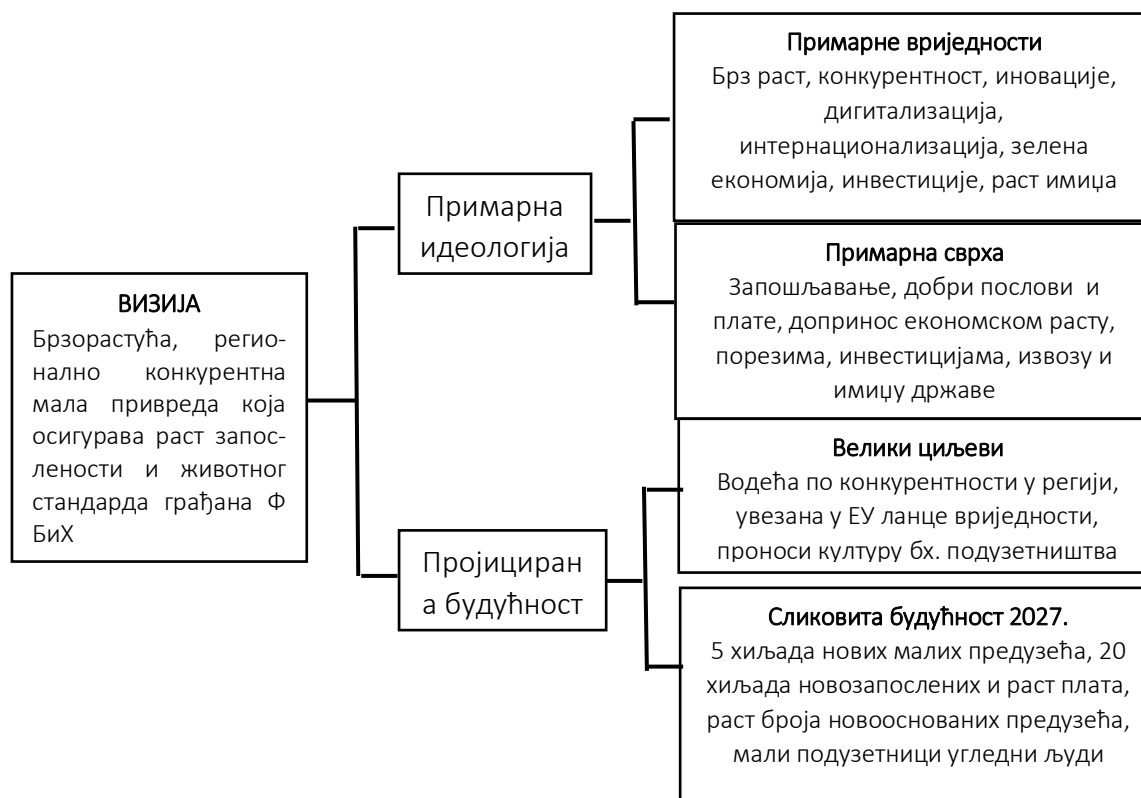 ВИЗИЈА
Брзорастућа, регио-
нално конкурентна
мала привреда која
осигурава раст запос-
лености и животног
стандарда грађана Ф
БиХ
Примарна
идеологија
Примарне вриједности
Брз раст, конкурентност, иновације,
дигитализација,
интернационализација, зелена
економија, инвестиције, раст имиџа
Примарна сврха
Запошљавање, добри послови и
плате, допринос економском расту,
порезима, инвестицијама, извозу и
имиџу државе
Пројициран
а будућност
Велики циљеви
Водећа по конкурентности у регији,
увезана у ЕУ ланце вриједности,
проноси културу бх. подузетништва
Сликовита будућност 2027.
5 хиљада нових малих предузећа, 20
хиљада новозапослених и раст плата,
раст броја новооснованих предузећа,
мали подузетници угледни људи